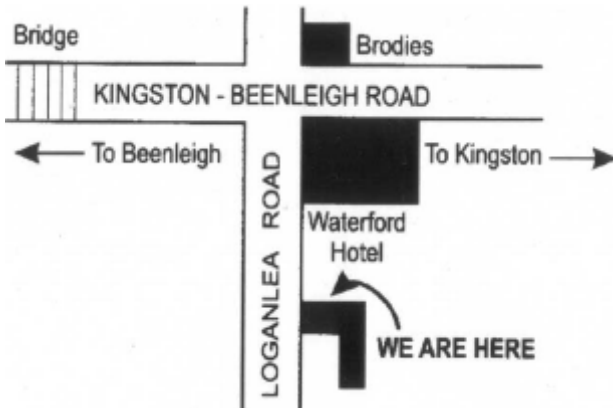 Bridge
Brodies
KINGSTON - BEENLEIGH ROAD
To Beenleigh
To Kingston
LOGANLEA ROAD
Waterford
Hotel
WE ARE HERE